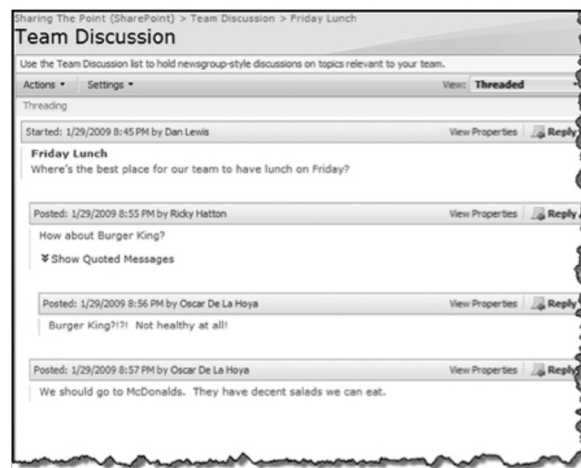 Sharing The Point (SharePoint) > Team Discussion > Friday Lunch
Team Discussion
Use the Team Discussion list to hold newsgroup-style discussions on topics relevant to your team.
Actions Settings View: Threaded
Threading
Started: 1/29/2009 8:45 PM by Dan Lewis View Properties Reply
Friday Lunch
Where's the best place for our team to have lunch on Friday?
Posted: 1/29/2009 8:55 PM by Ricky Hatton View Properties Reply
How about Burger King?
Show Quoted Messages
Posted: 1/29/2009 8:56 PM by Oscar De La Hoya View Properties Reply
Burger King?!?! Not healthy at all!
Posted: 1/29/2009 8:57 PM by Oscar De La Hoya View Properties Reply
We should go to McDonalds. They have decent salads we can eat.